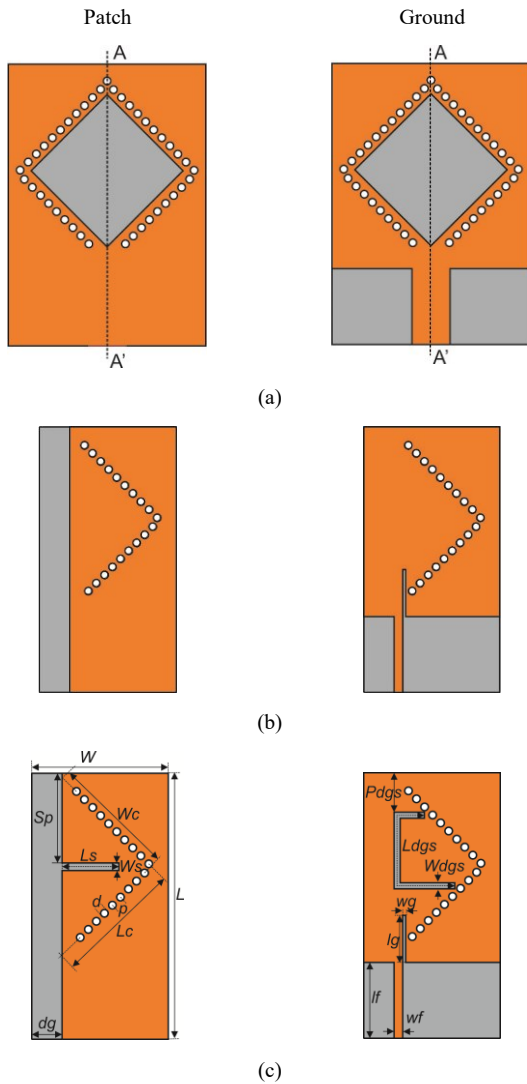 Patch Ground
A A
A' A'
(a)
(b)
W
Sp Wc Pdgs
Ls Ws Ldgs
L Wdgs
d p wg
Lc lg
lf
dg wf
(c)